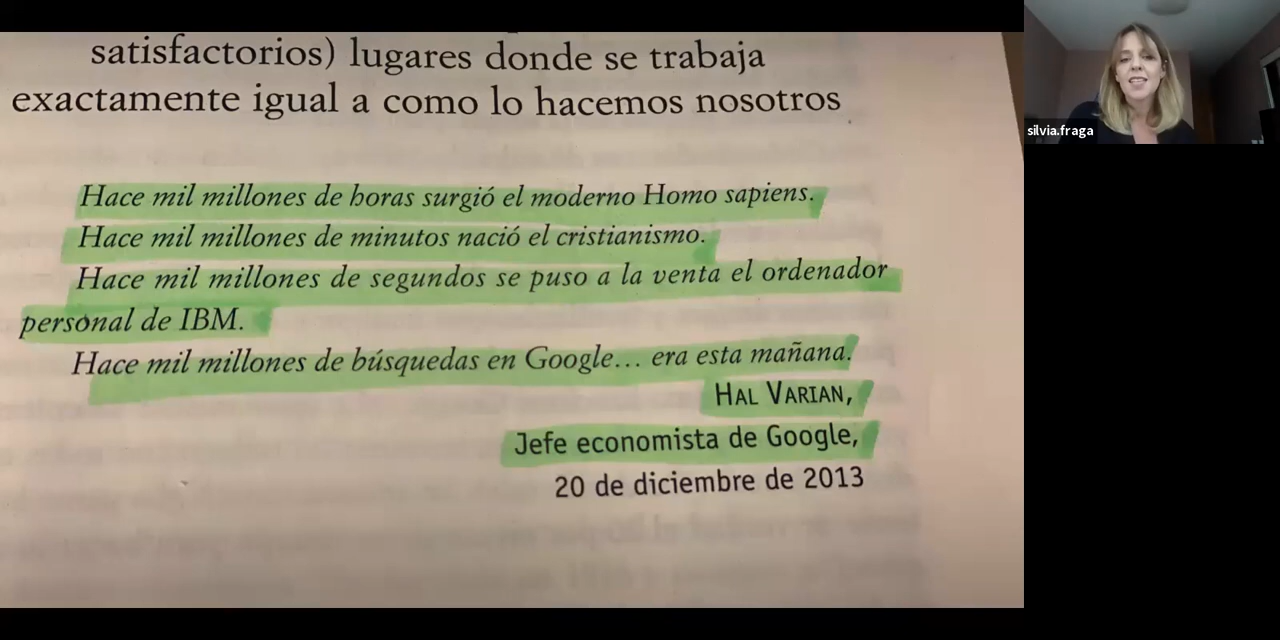 satisfactorios) lugares donde se trabaja
exactamente igual a como lo hacemos nosotros
Hace mil millones de horas surgió el moderno Homo sapiens.
Hace mil millones de minutos nació el cristianismo.
Hace mil millones de segundos se puso a la venta el ordenador
personal de IBM.
Hace mil millones de búsquedas en Google... era esta mañana.
HAL VARIAN,
Jefe economista de Google,
20 de diciembre de 2013
silvia.fraga